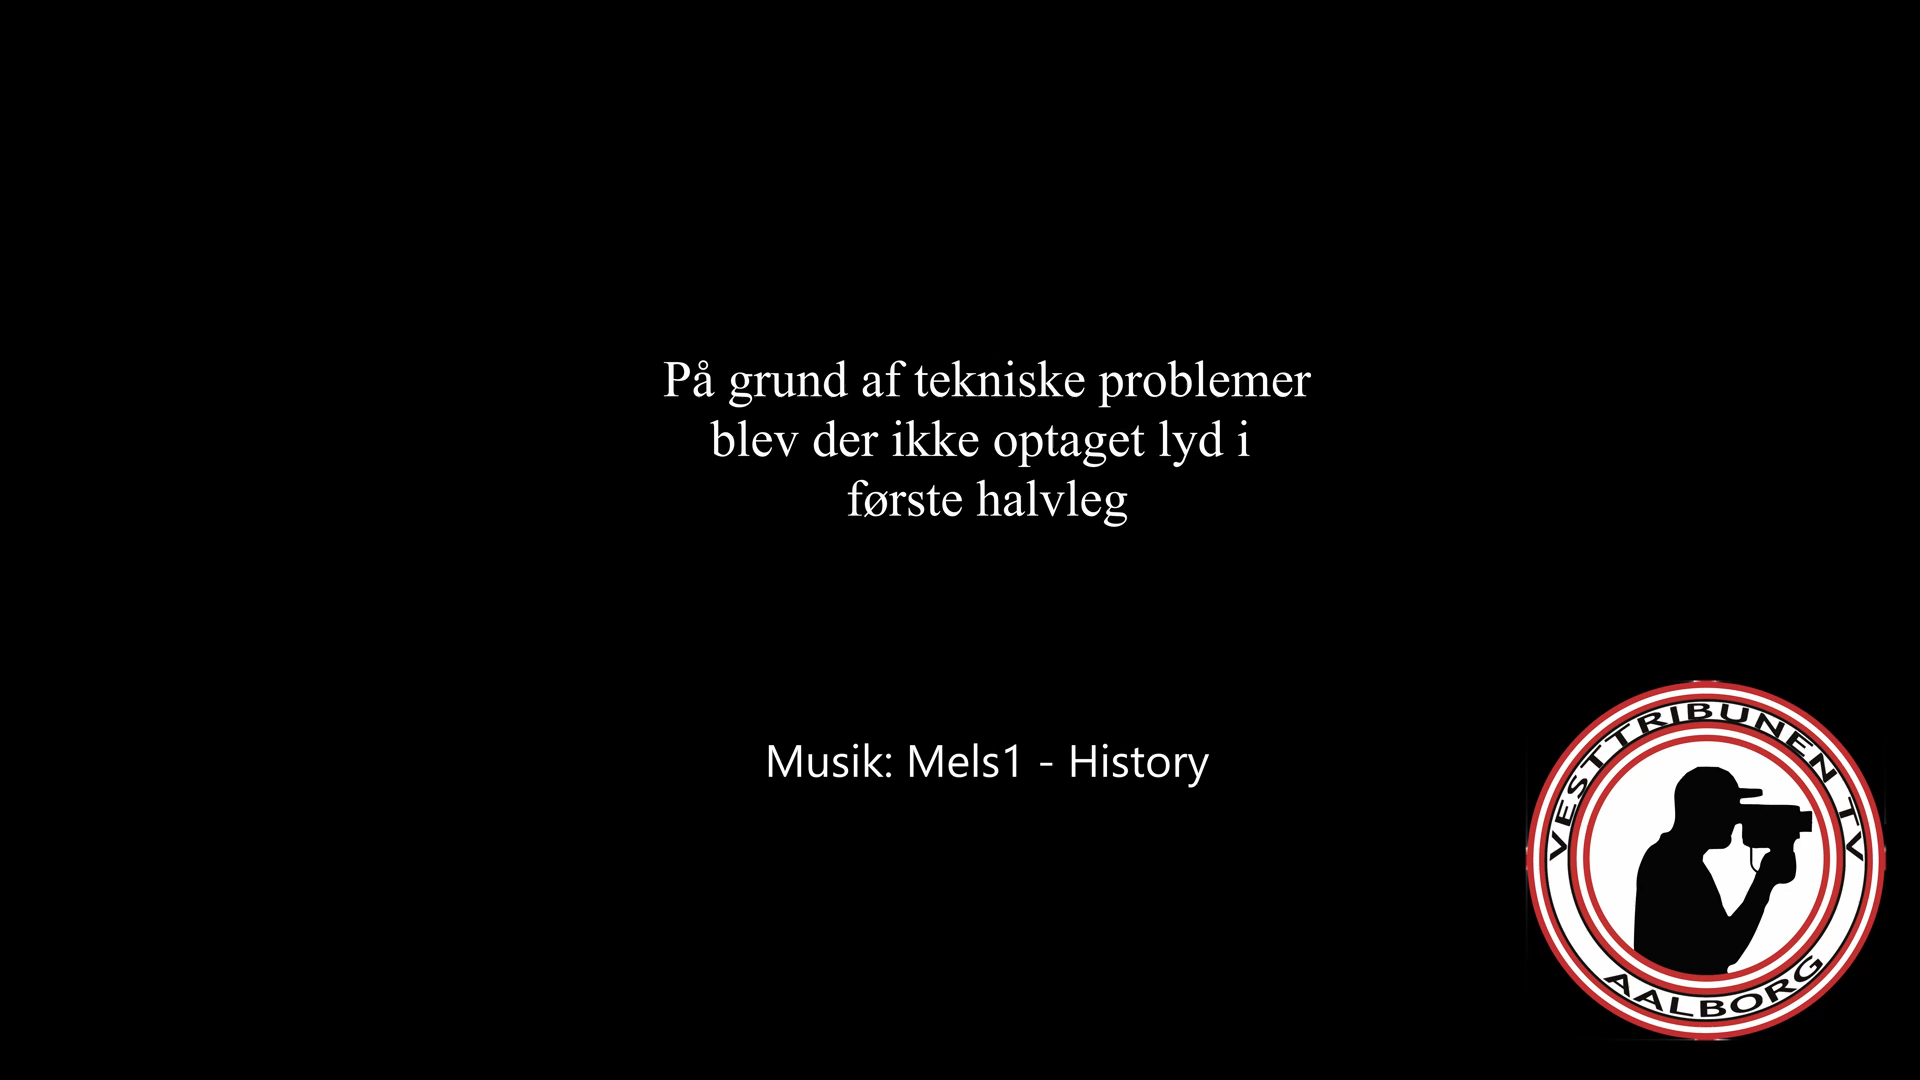 På grund af tekniske problemer
blev der ikke optaget lyd i
første halvleg
Musik: Mels1 - History
VESTTRIBUNEN TV
AALBORG